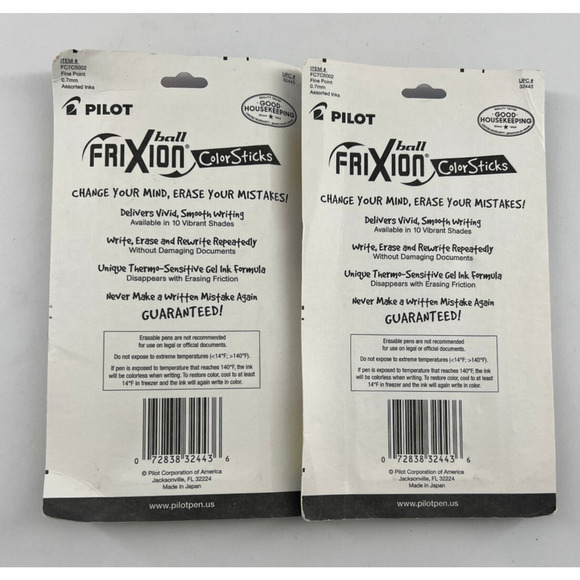 ITEM #:
FC7C5002
Fine Point
0.7mm
Assorted Inks
UPC #
32443
PILOT
GOOD
HOUSEKEEPING
ball
FRIXION
ColorSticks
CHANGE YOUR MIND, ERASE YOUR MISTAKES!
Delivers Vivid, Smooth Writing
Available in 10 Vibrant Shades
Write, Erase and Rewrite Repeatedly
Without Damaging Documents
Unique Thermo-Sensitive Gel Ink Formula
Disappears with Erasing Friction
Never Make a Written Mistake Again
GUARANTEED!
Erasable pens are not recommended
for use on legal or official documents.
Do not expose to extreme temperatures (<14°F; >140°F).
If pen is exposed to temperature that reaches 140°F, the ink
will be colorless when writing. To restore color, cool to at least
14°F in freezer and the ink will again write in color.
0 72838 32443 6
© Pilot Corporation of America
Jacksonville, FL 32224
Made in Japan
www.pilotpen.us
ITEM #:
FC7C5002
Fine Point
0.7mm
Assorted Inks
UPC #
32443
PILOT
GOOD
HOUSEKEEPING
ball
FRIXION
ColorSticks
CHANGE YOUR MIND, ERASE YOUR MISTAKES!
Delivers Vivid, Smooth Writing
Available in 10 Vibrant Shades
Write, Erase and Rewrite Repeatedly
Without Damaging Documents
Unique Thermo-Sensitive Gel Ink Formula
Disappears with Erasing Friction
Never Make a Written Mistake Again
GUARANTEED!
Erasable pens are not recommended
for use on legal or official documents.
Do not expose to extreme temperatures (<14°F; >140°F).
If pen is exposed to temperature that reaches 140°F, the ink
will be colorless when writing. To restore color, cool to at least
14°F in freezer and the ink will again write in color.
0 72838 32443 6
© Pilot Corporation of America
Jacksonville, FL 32224
Made in Japan
www.pilotpen.us